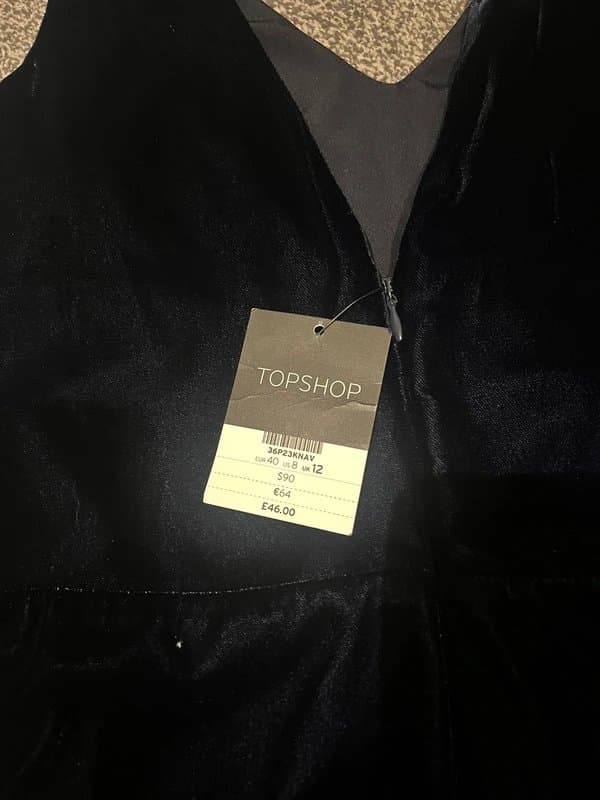 TOPSHOP
36P23KNAV
EUR 40 US 8 UK 12
$90
€64
£46.00